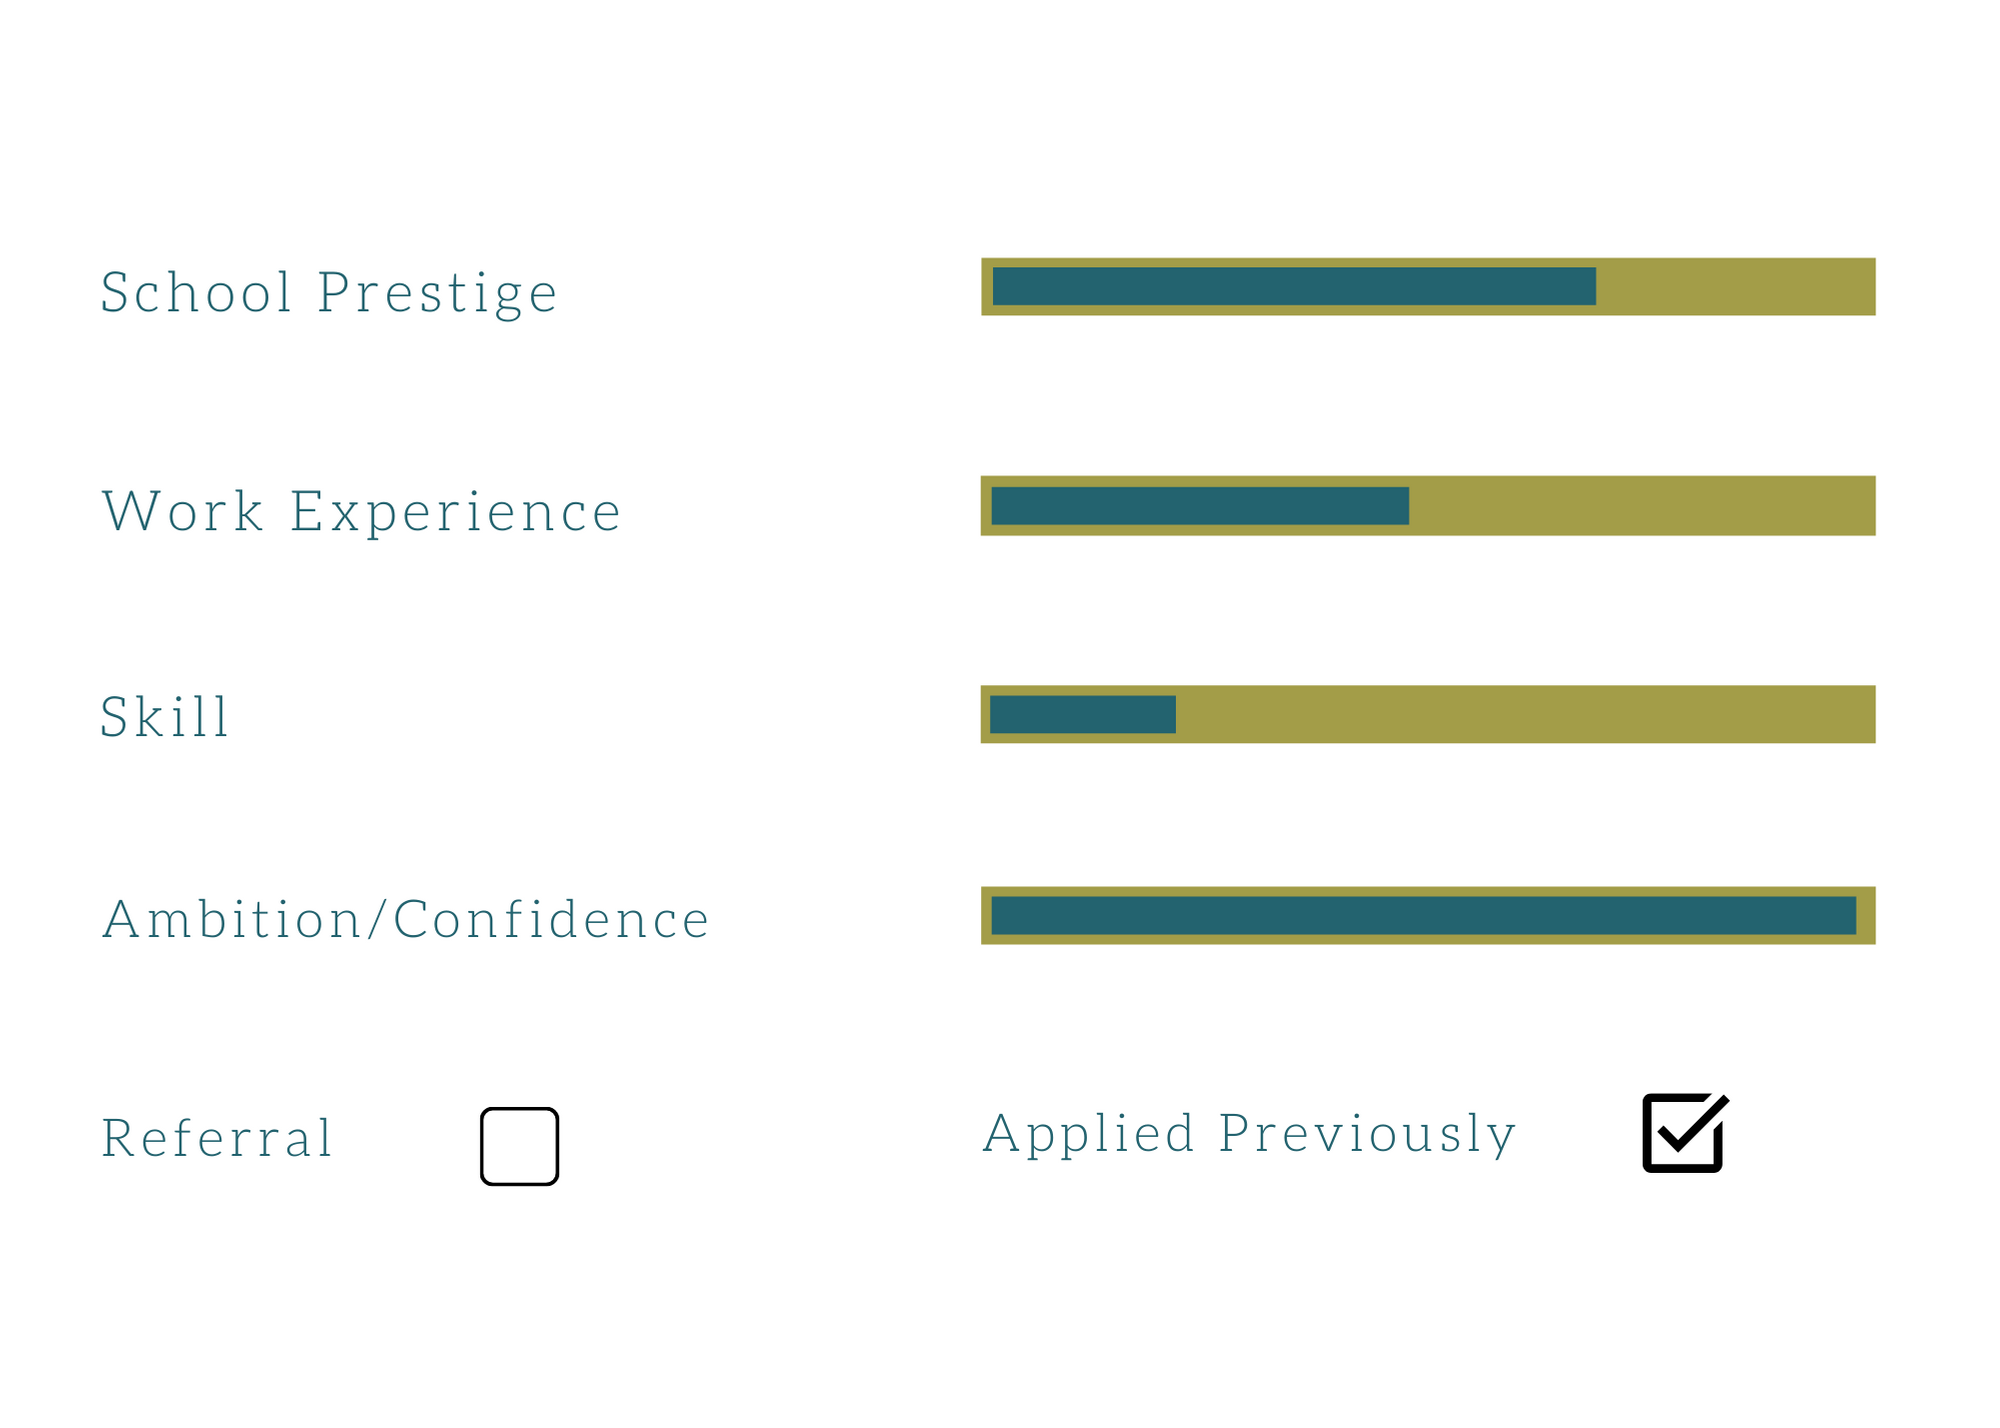 School Prestige
Work Experience
Skill
Ambition/Confidence
Referral
Applied Previously